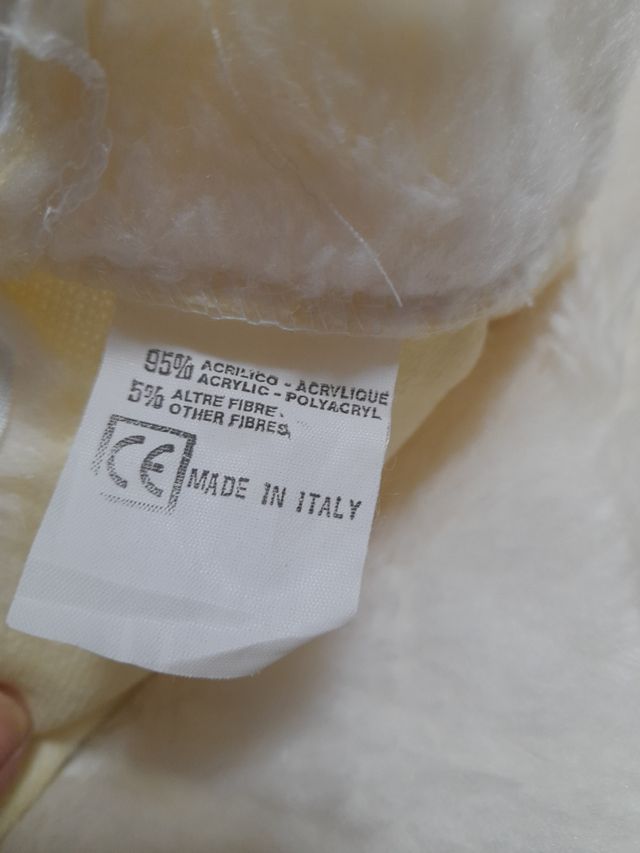 95% ACRILICO - ACRYLIQUE
ACRYLIC - POLYACRYL
5% ALTRE FIBRE
OTHER FIBRES
CE MADE IN ITALY